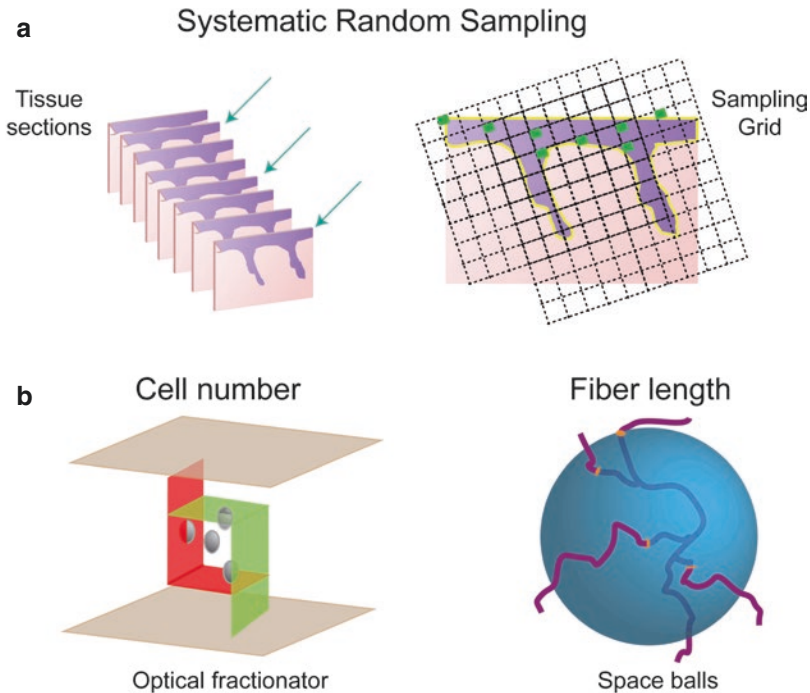 a
Systematic Random Sampling
Tissue
sections
Sampling
Grid
b
Cell number
Fiber length
Optical fractionator
Space balls